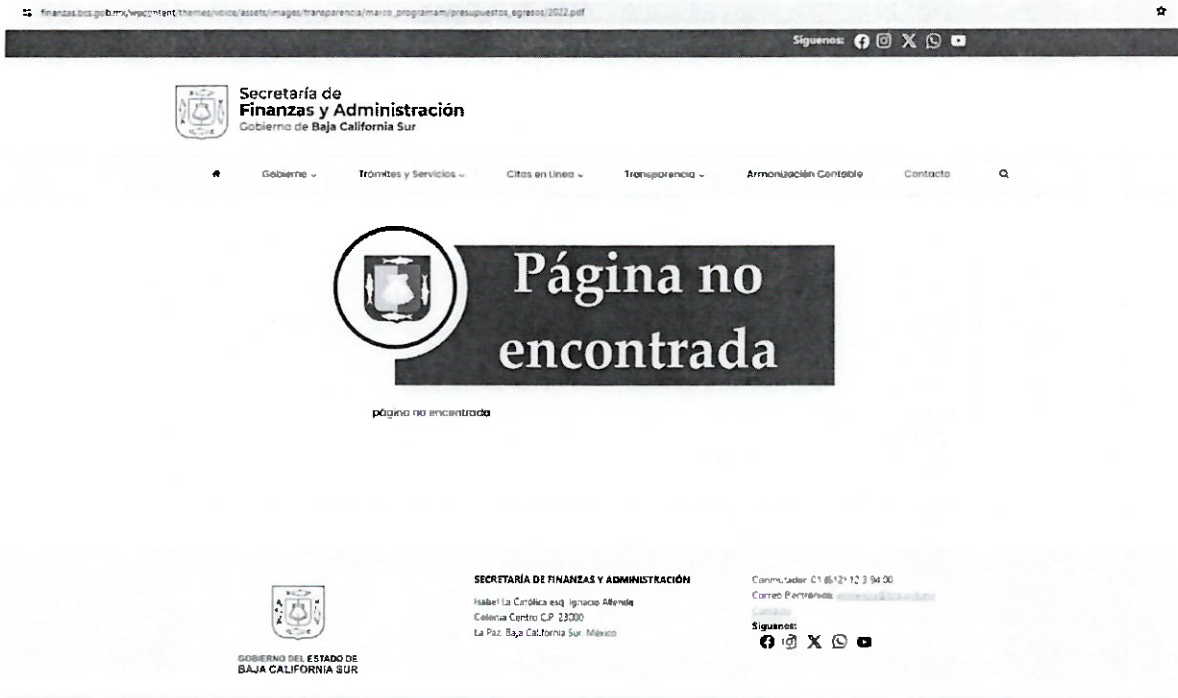 finanzas.bcs.gob.mx/wpcontent/themes/voice/assets/images/transparencia/marco_programam/presupuestos_egresos/2022.pdf
Síguenos:
Secretaría de
Finanzas y Administración
Gobierno de Baja California Sur
Gobierno
Trámites y Servicios
Citas en Línea
Transparencia
Armonización Contable
Contacto
Página no
encontrada
página no encontrada
SECRETARÍA DE FINANZAS Y ADMINISTRACIÓN
Isabel La Católica esq. Ignacio Allende
Colonia Centro C.P. 23000
La Paz, Baja California Sur, México
Conmutador: 01 (612) 12 3 94 00
Correo Electrónico:
Contacto
Síguenos:
GOBIERNO DEL ESTADO DE
BAJA CALIFORNIA SUR